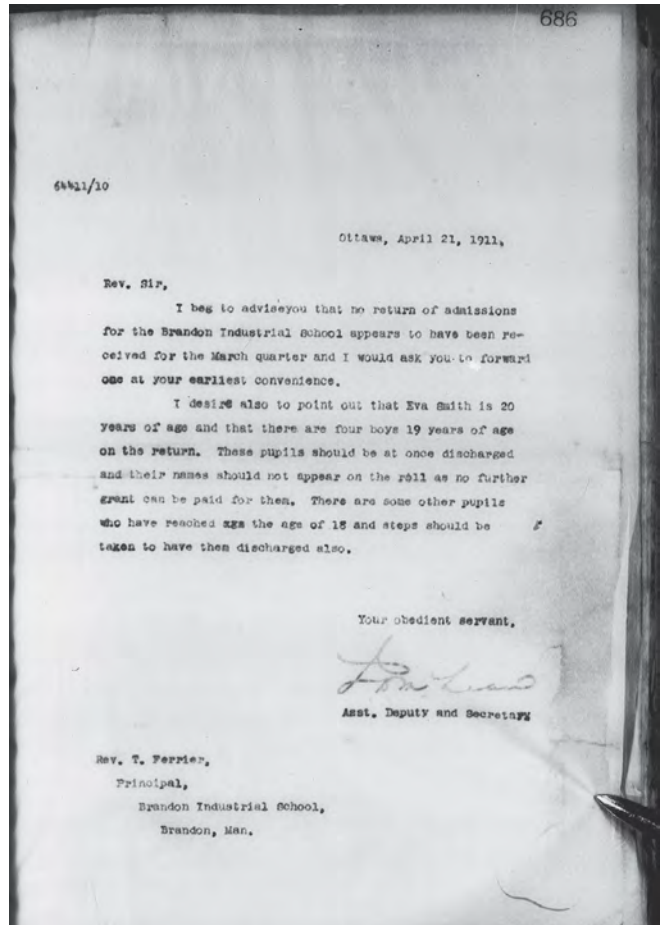 686
64411/10
Ottawa, April 21, 1911.
Rev. Sir,
I beg to adviseyou that no return of admissions
for the Brandon Industrial School appears to have been re-
ceived for the March quarter and I would ask you to forward
one at your earliest convenience.
I desire also to point out that Eva Smith is 20
years of age and that there are four boys 19 years of age
on the return. These pupils should be at once discharged
and their names should not appear on the roll as no further
grant can be paid for them. There are some other pupils
who have reached aga the age of 18 and steps should be
taken to have them discharged also.
Your obedient servant,
Asst. Deputy and Secretary
Rev. T. Ferrier,
Principal,
Brandon Industrial School,
Brandon, Man.